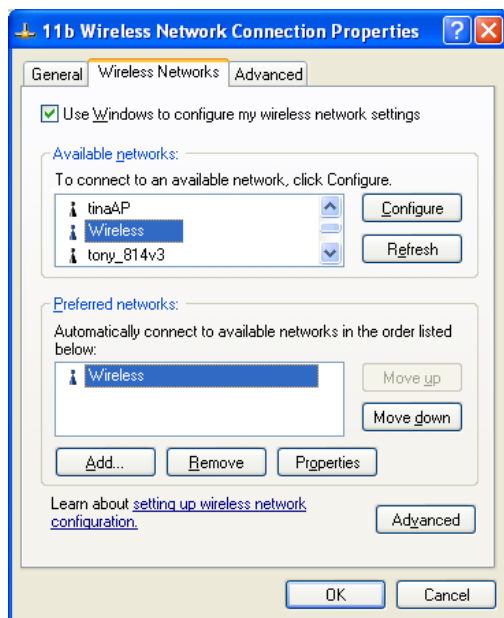 11b Wireless Network Connection Properties
General Wireless Networks Advanced
Use Windows to configure my wireless network settings
Available networks:
To connect to an available network, click Configure.
tinaAP
Wireless
tony_814v3
Configure
Refresh
Preferred networks:
Automatically connect to available networks in the order listed
below:
Wireless
Move up
Move down
Add... Remove Properties
Learn about setting up wireless network
configuration.
Advanced
OK Cancel